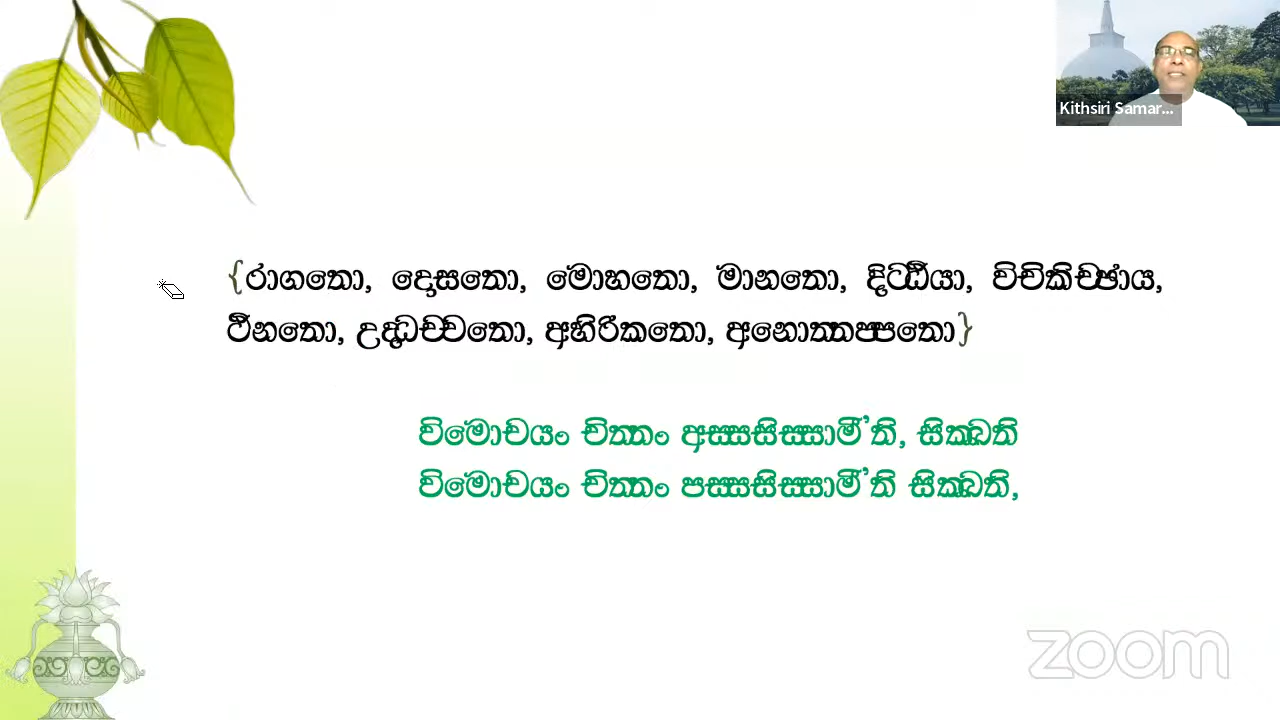 Kithsiri Samar...
{රාගතො, දොසතො, මොහතො, මානතො, දිට්ඨියා, විචිකිච්ඡාය,
ථිනතො, උද්ධච්චතො, අහිරිකතො, අනොත්තප්පතො}
විමොචයං චිත්තං අස්සසිස්සාමී’ති, සික්ඛති
විමොචයං චිත්තං පස්සසිස්සාමී’ති සික්ඛති,
zoom